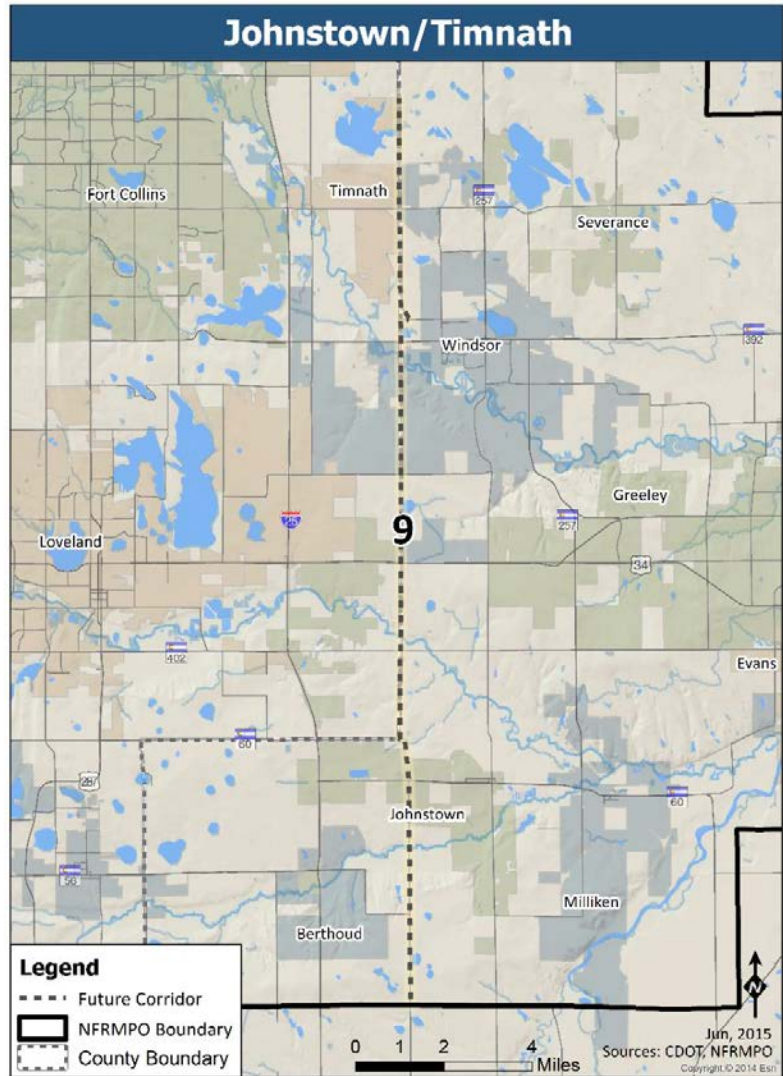 Johnstown/Timnath
Fort Collins
Timnath
257
Severance
Windsor
392
Greeley
25
9
257
Loveland
34
402
Evans
60
287
Johnstown
60
56
Milliken
Berthoud
Legend
Future Corridor
NFRMPO Boundary
County Boundary
N
0 1 2 4
Miles
Jun, 2015
Sources: CDOT, NFRMPO
Copyright:© 2014 Esri